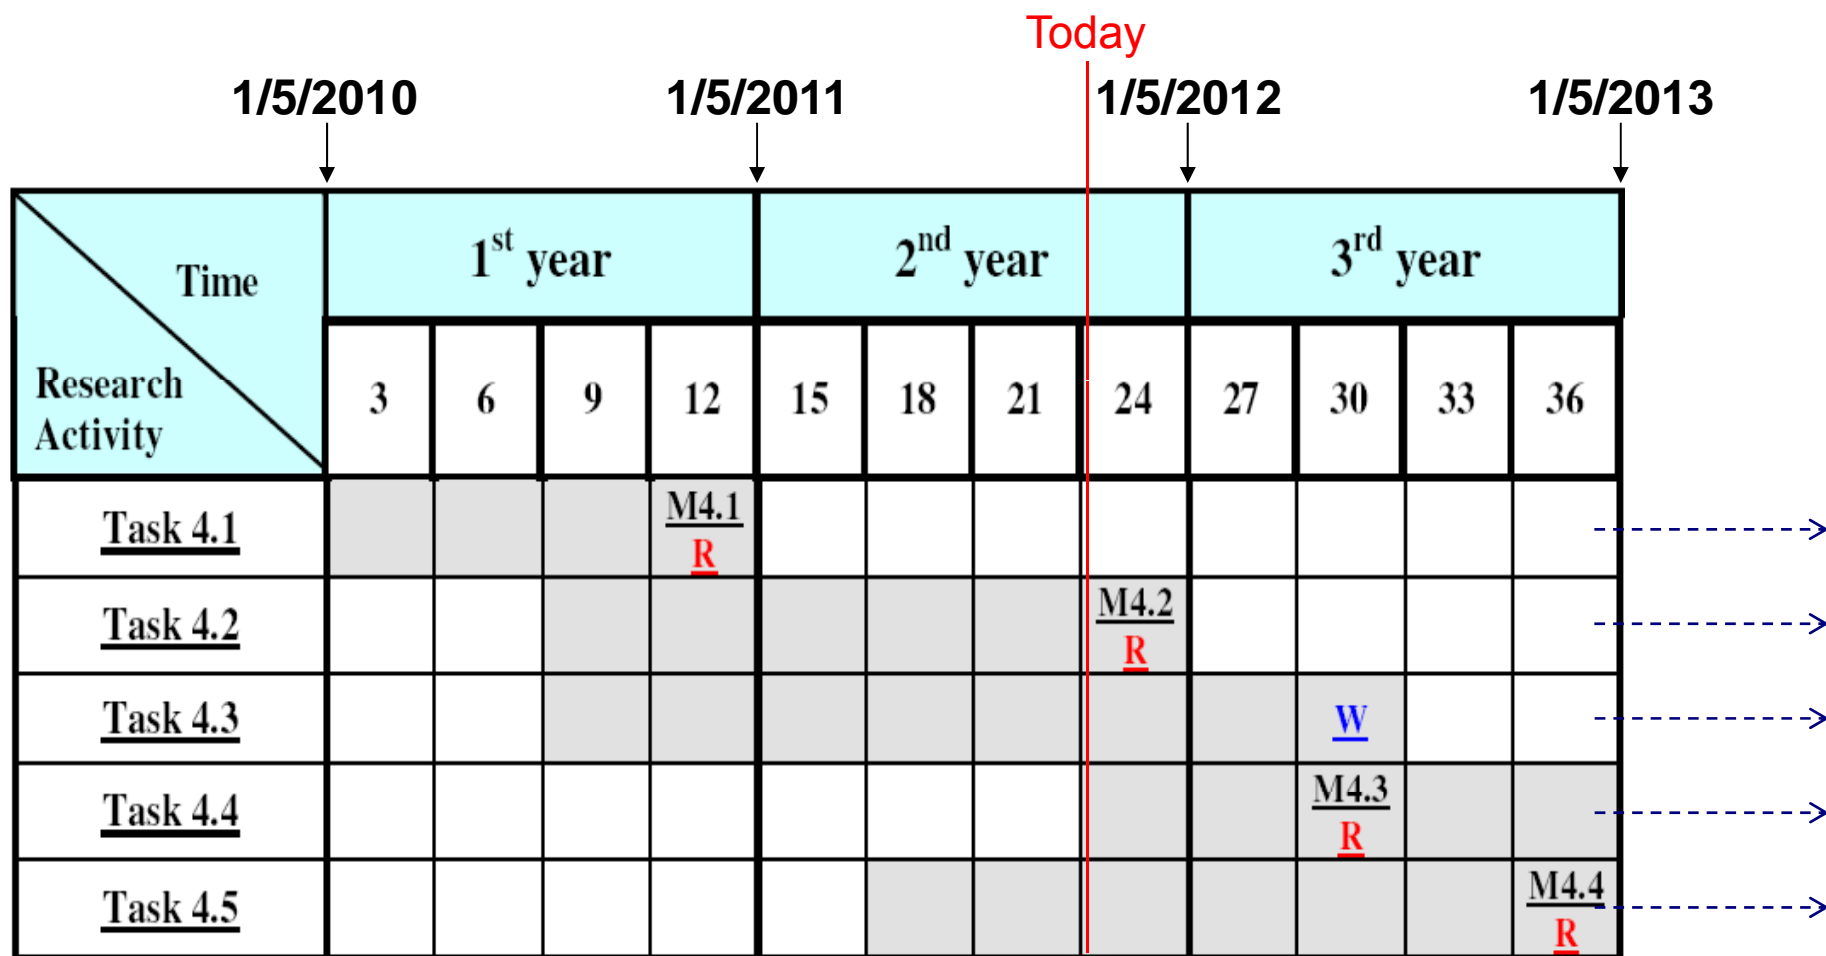 Today
1/5/2010 1/5/2011 1/5/2012 1/5/2013
Time
1st year 2nd year 3rd year
Research
Activity
3 6 9 12 15 18 21 24 27 30 33 36
Task 4.1
M4.1
R
Task 4.2
M4.2
R
Task 4.3
W
Task 4.4
M4.3
R
Task 4.5
M4.4
R